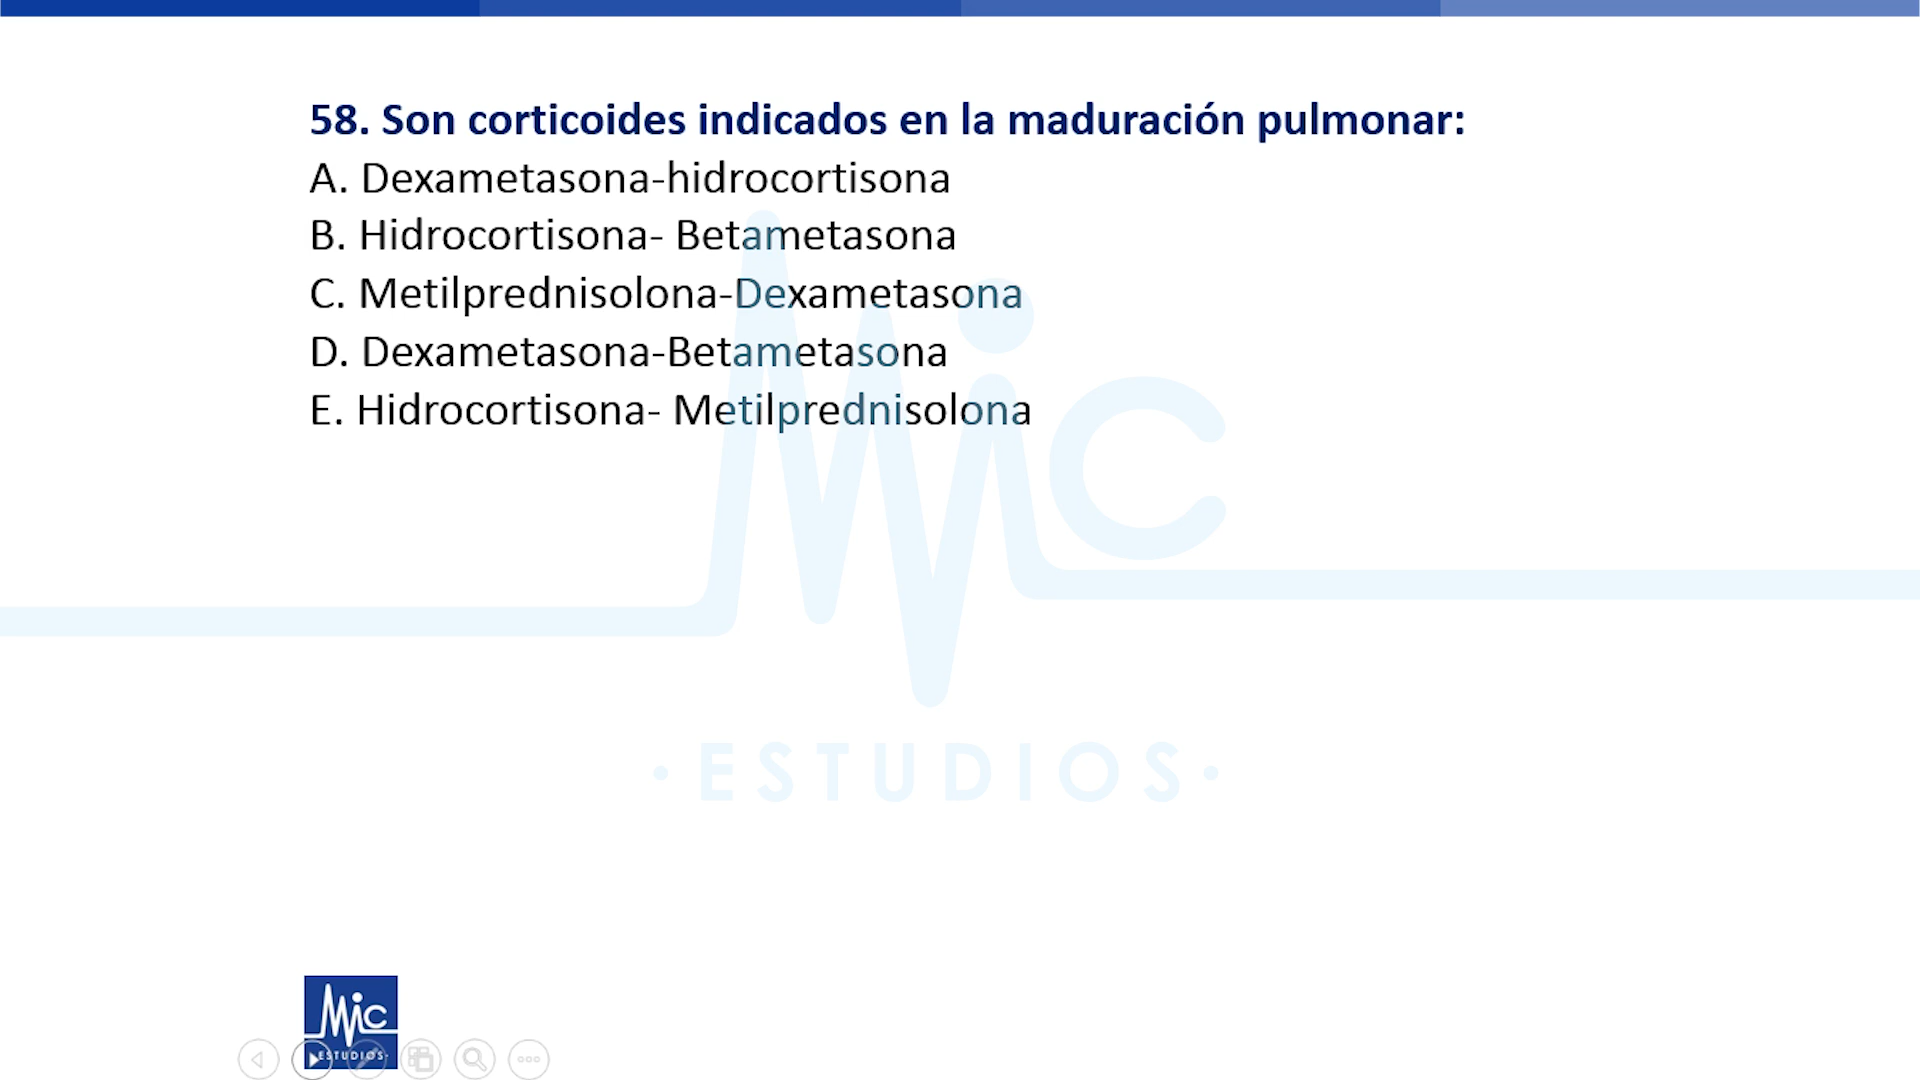 58. Son corticoides indicados en la maduración pulmonar:
A. Dexametasona-hidrocortisona
B. Hidrocortisona- Betametasona
C. Metilprednisolona-Dexametasona
D. Dexametasona-Betametasona
E. Hidrocortisona- Metilprednisolona
Mic
·ESTUDIOS·
Mic
ESTUDIOS·